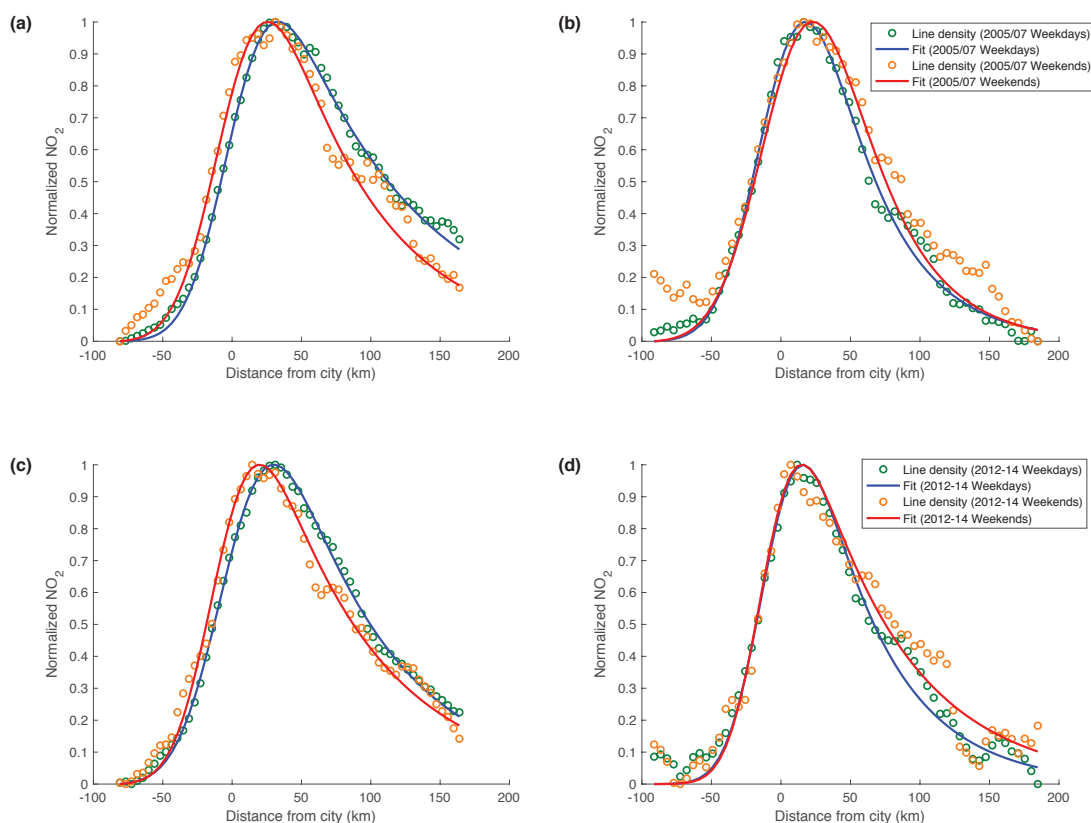 (a)
1
0.9
0.8
0.7
0.6
0.5
0.4
0.3
0.2
0.1
0
Normalized NO2
-100 -50 0 50 100 150 200
Distance from city (km)
(b)
1
0.9
0.8
0.7
0.6
0.5
0.4
0.3
0.2
0.1
0
Normalized NO2
-100 -50 0 50 100 150 200
Distance from city (km)
Line density (2005/07 Weekdays)
Fit (2005/07 Weekdays)
Line density (2005/07 Weekends)
Fit (2005/07 Weekends)
(c)
1
0.9
0.8
0.7
0.6
0.5
0.4
0.3
0.2
0.1
0
Normalized NO2
-100 -50 0 50 100 150 200
Distance from city (km)
(d)
1
0.9
0.8
0.7
0.6
0.5
0.4
0.3
0.2
0.1
0
Normalized NO2
-100 -50 0 50 100 150 200
Distance from city (km)
Line density (2012-14 Weekdays)
Fit (2012-14 Weekdays)
Line density (2012-14 Weekends)
Fit (2012-14 Weekends)